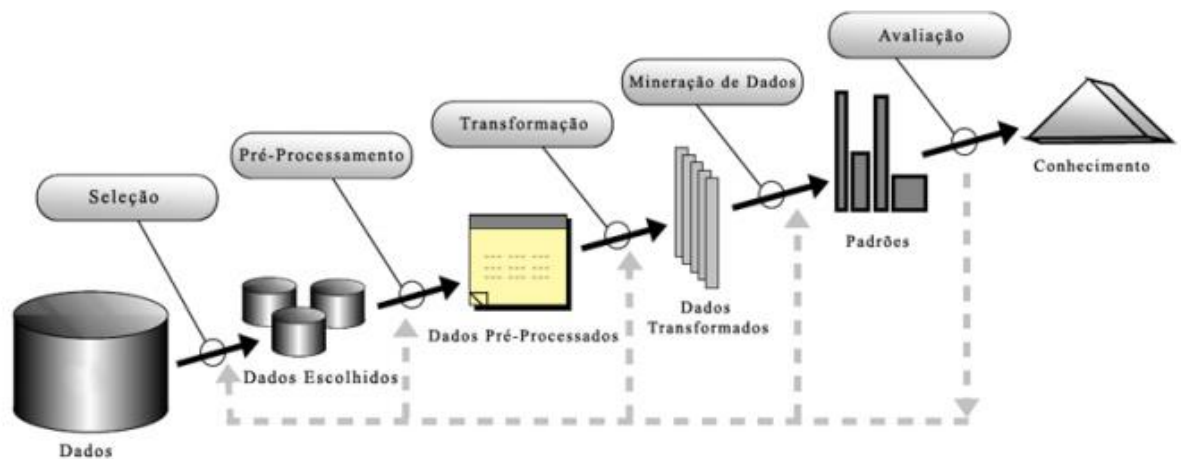 Seleção
Pré-Processamento
Transformação
Mineração de Dados
Avaliação
Dados
Dados Escolhidos
Dados Pré-Processados
Dados
Transformados
Padrões
Conhecimento